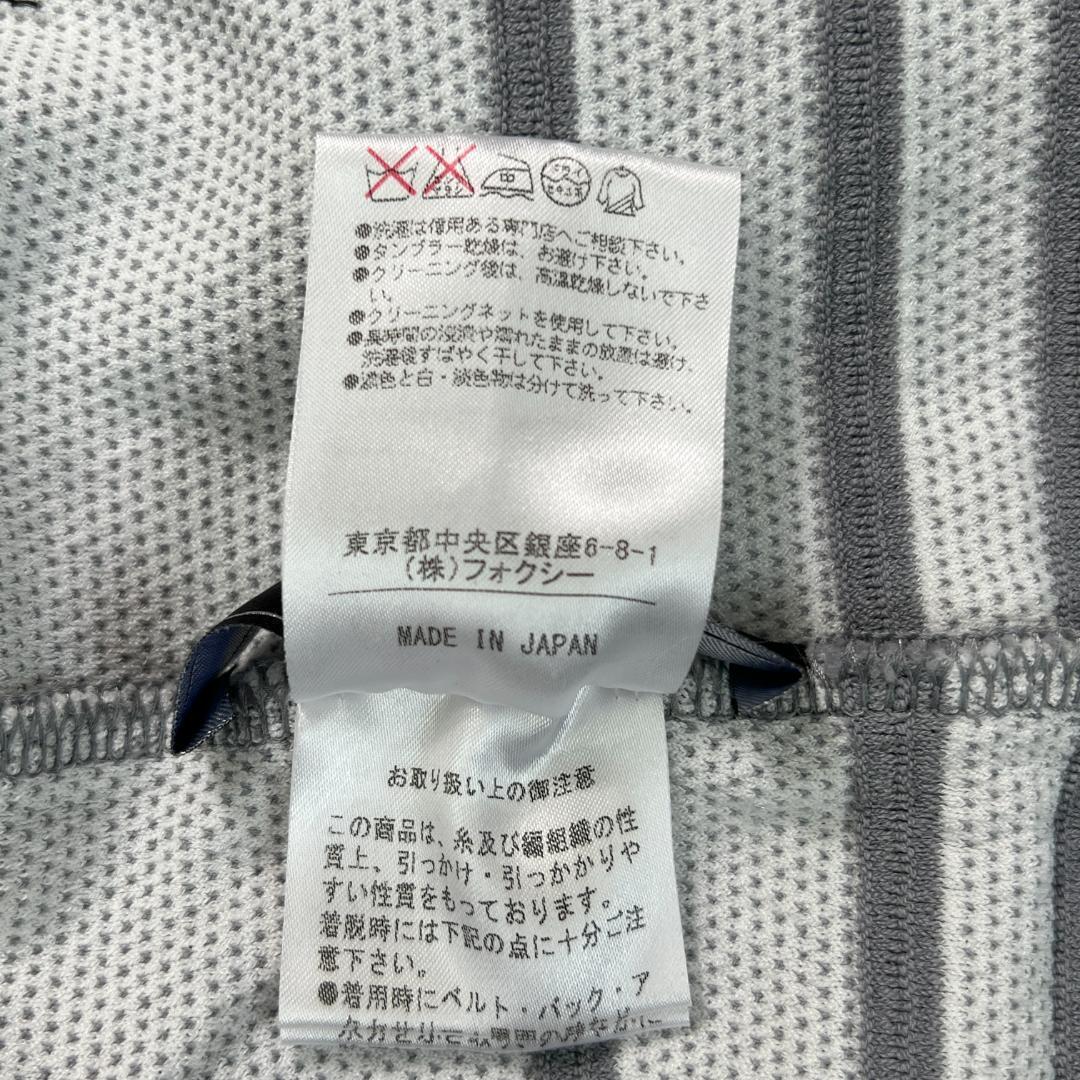 中
ドライ
セキユ系
●洗濯は信用ある専門店へご相談下さい。
●タンブラー乾燥は、お避け下さい。
●クリーニング後は、高温乾燥しないで下さ
い。
●クリーニングネットを使用して下さい。
●長時間の浸漬や濡れたままの放置は避け、
洗濯後すばやく干して下さい。
●濃色と白・淡色物は分けて洗って下さい。
東京都中央区銀座6-8-1
(株)フォクシー
MADE IN JAPAN
お取り扱い上の御注意
この商品は、糸及び編組織の性
質上、引っかけ・引っかかりや
すい性質をもっております。
着脱時には下記の点に十分ご注
意下さい。
●着用時にベルト・バック・ア